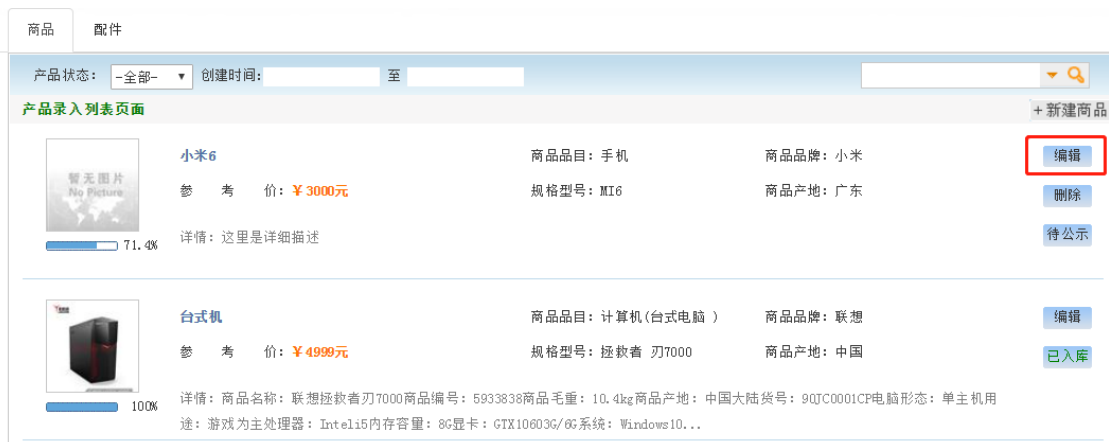 商品 配件
产品状态: -全部- 创建时间: 至
产品录入列表页面 +新建商品
暂无图片
No Picture
71.4%
小米6 商品品目: 手机 商品品牌: 小米 编辑
参 考 价: ¥3000元 规格型号: MI6 商品产地: 广东 删除
详情: 这里是详细描述 待公示
台式机 商品品目: 计算机(台式电脑 ) 商品品牌: 联想 编辑
参 考 价: ¥4999元 规格型号: 拯救者 刃7000 商品产地: 中国 已入库
100%
详情: 商品名称: 联想拯救者刃7000商品编号: 5933838商品毛重: 10.4kg商品产地: 中国大陆货号: 90JC0001CP电脑形态: 单主机用
途: 游戏为主处理器: Inteli5内存容量: 8G显卡: GTX10603G/6G系统: Windows10...